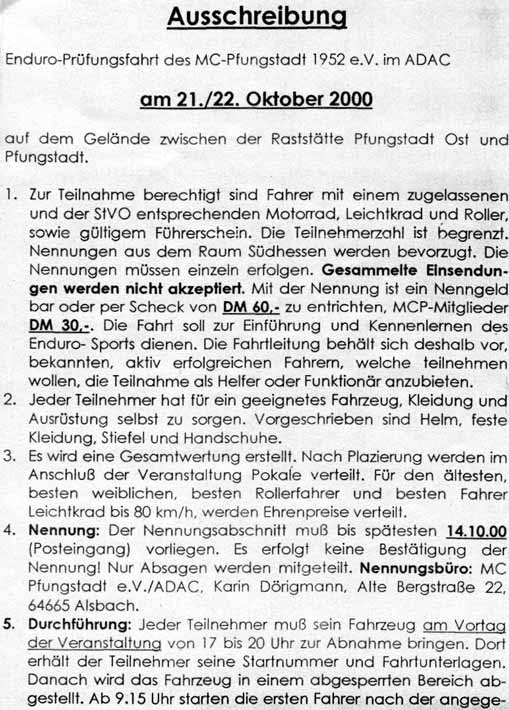 Ausschreibung
Enduro-Prüfungsfahrt des MC-Pfungstadt 1952 e.V. im ADAC
am 21./22. Oktober 2000
auf dem Gelände zwischen der Raststätte Pfungstadt Ost und
Pfungstadt.
1. Zur Teilnahme berechtigt sind Fahrer mit einem zugelassenen
und der StVO entsprechenden Motorrad, Leichtkrad und Roller,
sowie gültigem Führerschein. Die Teilnehmerzahl ist begrenzt.
Nennungen aus dem Raum Südhessen werden bevorzugt. Die
Nennungen müssen einzeln erfolgen. Gesammelte Einsendun-
gen werden nicht akzeptiert. Mit der Nennung ist ein Nenngeld
bar oder per Scheck von DM 60,- zu entrichten, MCP-Mitglieder
DM 30,-. Die Fahrt soll zur Einführung und Kennenlernen des
Enduro- Sports dienen. Die Fahrtleitung behält sich deshalb vor,
bekannten, aktiv erfolgreichen Fahrern, welche teilnehmen
wollen, die Teilnahme als Helfer oder Funktionär anzubieten.
2. Jeder Teilnehmer hat für ein geeignetes Fahrzeug, Kleidung und
Ausrüstung selbst zu sorgen. Vorgeschrieben sind Helm, feste
Kleidung, Stiefel und Handschuhe.
3. Es wird eine Gesamtwertung erstellt. Nach Plazierung werden im
Anschluß der Veranstaltung Pokale verteilt. Für den ältesten,
besten weiblichen, besten Rollerfahrer und besten Fahrer
Leichtkrad bis 80 km/h, werden Ehrenpreise verteilt.
4. Nennung: Der Nennungsabschnitt muß bis spätesten 14.10.00
(Posteingang) vorliegen. Es erfolgt keine Bestätigung der
Nennung! Nur Absagen werden mitgeteilt. Nennungsbüro: MC
Pfungstadt e.V./ADAC, Karin Dörigmann, Alte Bergstraße 22,
64665 Alsbach.
5. Durchführung: Jeder Teilnehmer muß sein Fahrzeug am Vortag
der Veranstaltung von 17 bis 20 Uhr zur Abnahme bringen. Dort
erhält der Teilnehmer seine Startnummer und Fahrtunterlagen.
Danach wird das Fahrzeug in einem abgesperrten Bereich ab-
gestellt. Ab 9.15 Uhr starten die ersten Fahrer nach der angege-